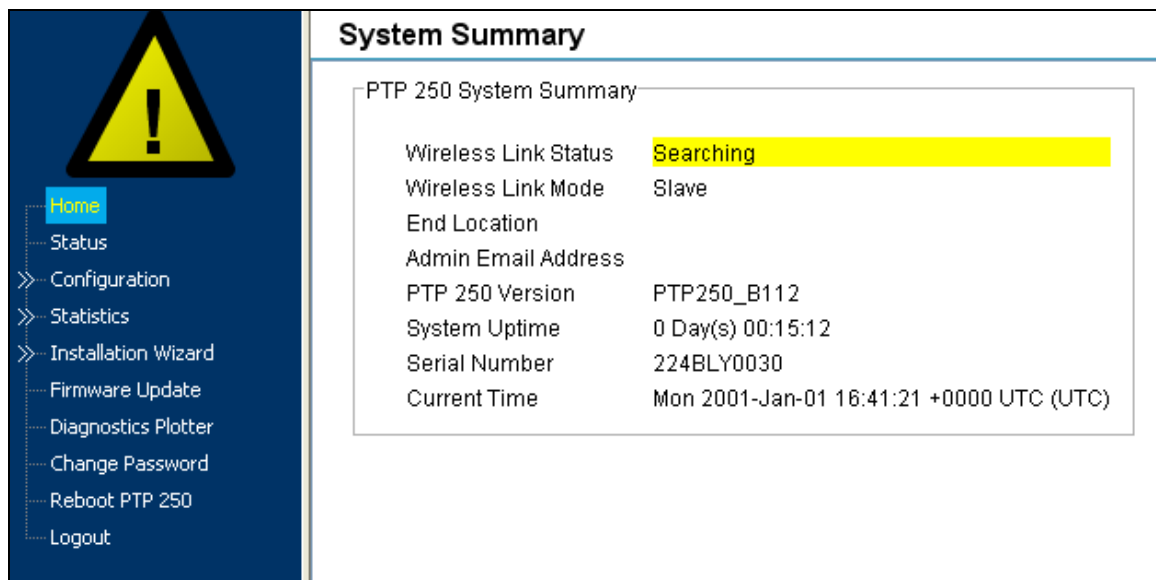 !
Home
Status
Configuration
Statistics
Installation Wizard
Firmware Update
Diagnostics Plotter
Change Password
Reboot PTP 250
Logout
System Summary
PTP 250 System Summary
Wireless Link Status Searching
Wireless Link Mode Slave
End Location
Admin Email Address
PTP 250 Version PTP250_B112
System Uptime 0 Day(s) 00:15:12
Serial Number 224BLY0030
Current Time Mon 2001-Jan-01 16:41:21 +0000 UTC (UTC)